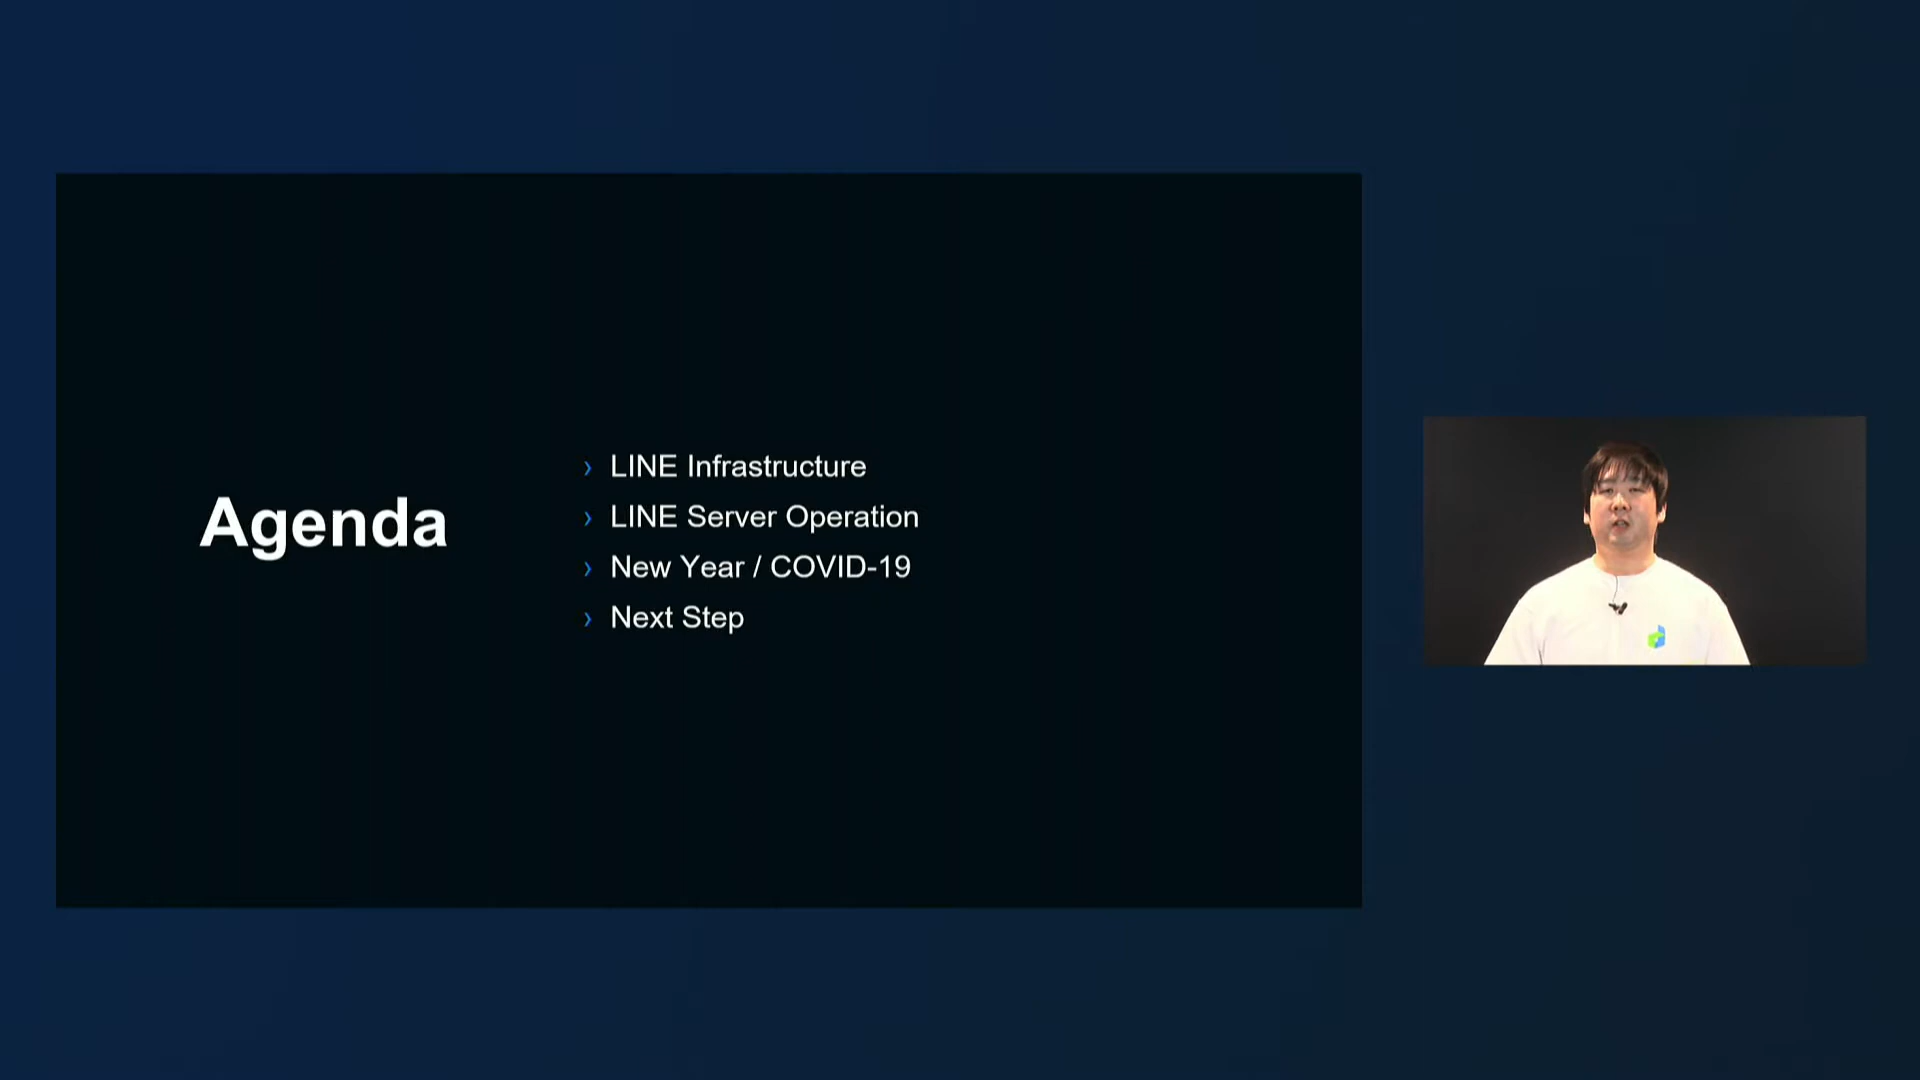 Agenda
› LINE Infrastructure
› LINE Server Operation
› New Year / COVID-19
› Next Step